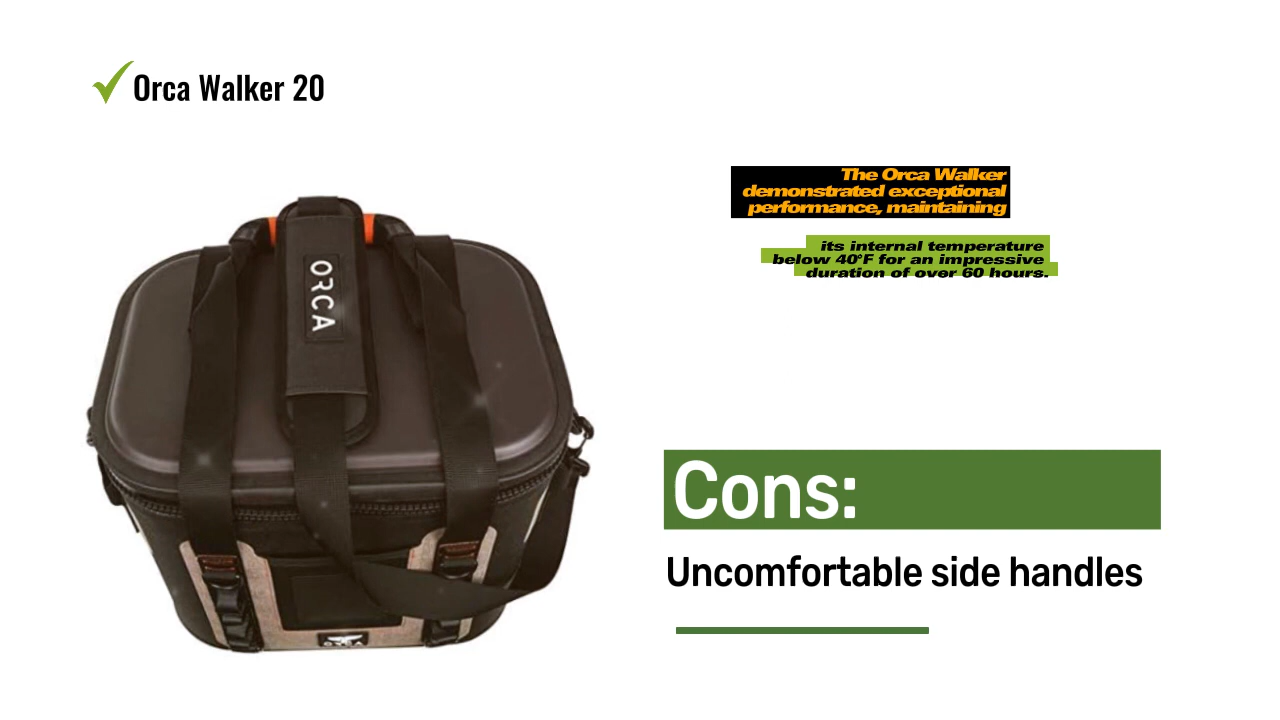 Orca Walker 20
The Orca Walker
demonstrated exceptional
performance, maintaining
its internal temperature
below 40°F for an impressive
duration of over 60 hours.
ORCA
Cons:
Uncomfortable side handles
ORCA